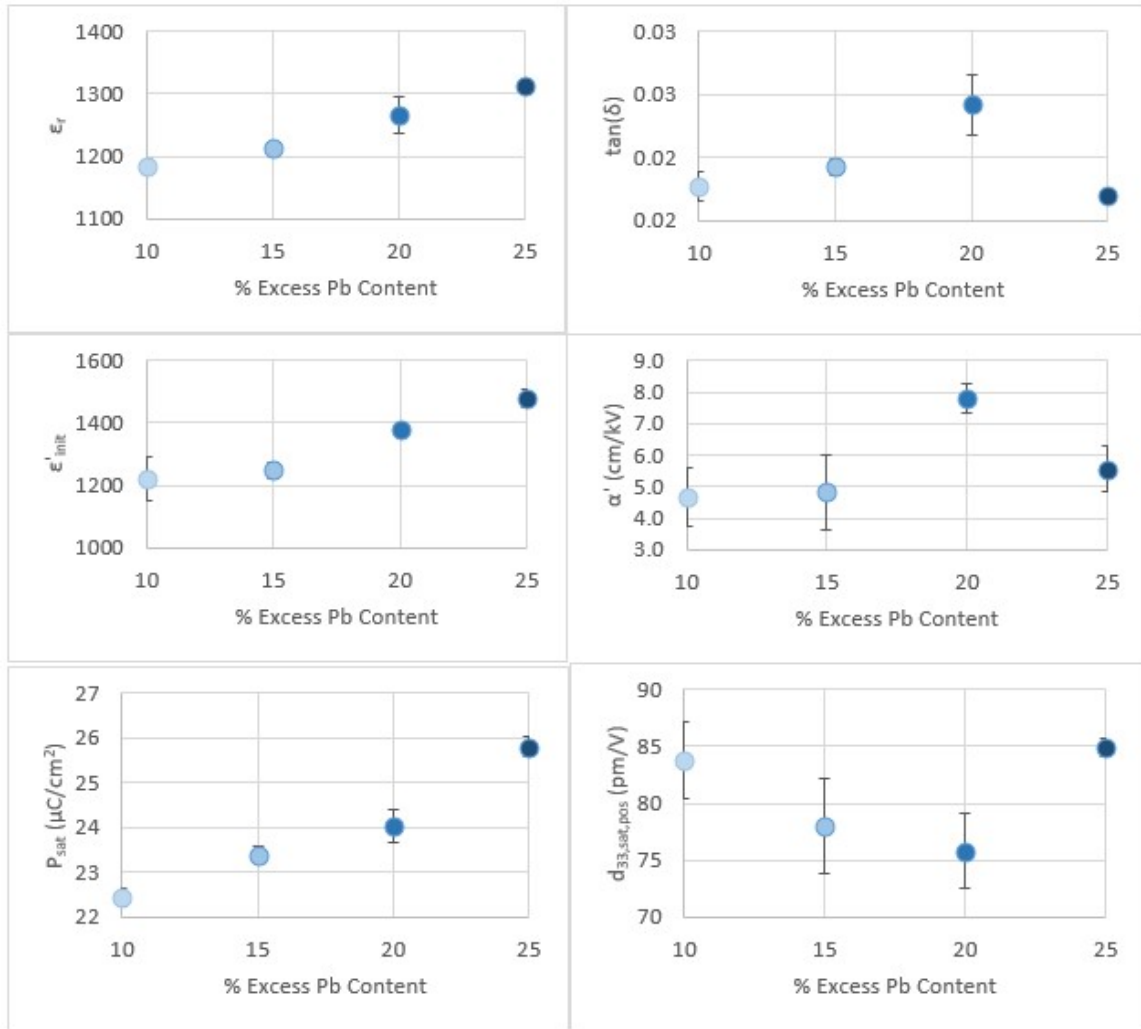 1400
1300
1200
1100
εr
10 15 20 25
% Excess Pb Content
0.03
0.03
0.02
0.02
tan(δ)
10 15 20 25
% Excess Pb Content
1600
1400
1200
1000
ε'init
10 15 20 25
% Excess Pb Content
9.0
8.0
7.0
6.0
5.0
4.0
3.0
α' (cm/kV)
10 15 20 25
% Excess Pb Content
27
26
25
24
23
22
Psat (μC/cm²)
10 15 20 25
% Excess Pb Content
90
85
80
75
70
d33,sat,pos (pm/V)
10 15 20 25
% Excess Pb Content